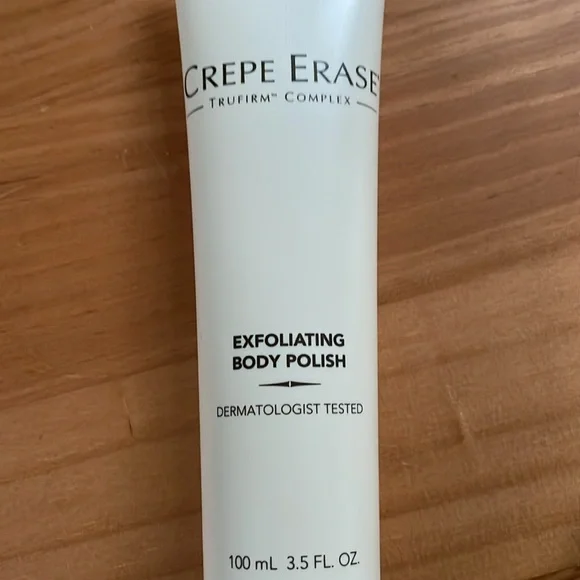 CREPE ERASE
TRUFIRM™ COMPLEX
EXFOLIATING
BODY POLISH
DERMATOLOGIST TESTED
100 mL 3.5 FL. OZ.